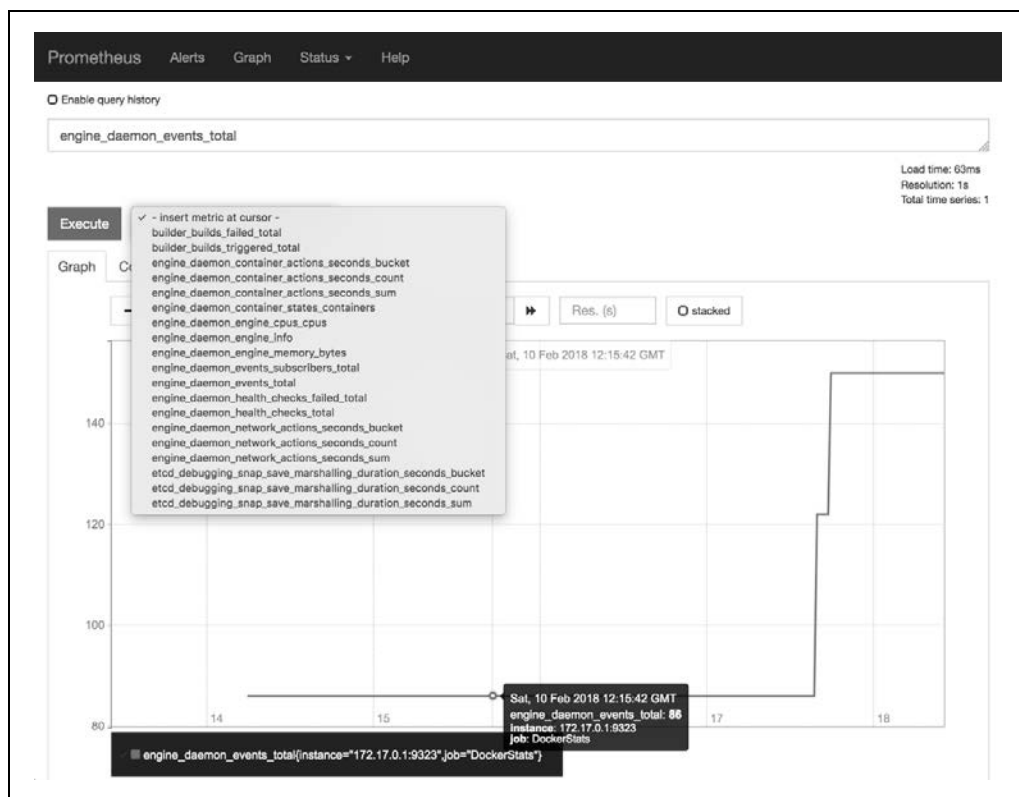 Prometheus Alerts Graph Status Help
Enable query history
engine_daemon_events_total
Load time: 63ms
Resolution: 1s
Total time series: 1
Execute
- insert metric at cursor -
builder_builds_failed_total
builder_builds_triggered_total
engine_daemon_container_actions_seconds_bucket
engine_daemon_container_actions_seconds_count
engine_daemon_container_actions_seconds_sum
engine_daemon_container_states_containers
engine_daemon_engine_cpus_cpus
engine_daemon_engine_info
engine_daemon_engine_memory_bytes
engine_daemon_events_subscribers_total
engine_daemon_events_total
engine_daemon_health_checks_failed_total
engine_daemon_health_checks_total
engine_daemon_network_actions_seconds_bucket
engine_daemon_network_actions_seconds_count
engine_daemon_network_actions_seconds_sum
etcd_debugging_snap_save_marshalling_duration_seconds_bucket
etcd_debugging_snap_save_marshalling_duration_seconds_count
etcd_debugging_snap_save_marshalling_duration_seconds_sum
Graph
Res. (s) stacked
10 Feb 2018 12:15:42 GMT
140
120
100
80
14 15 17 18
Sat, 10 Feb 2018 12:15:42 GMT
engine_daemon_events_total: 86
instance: 172.17.0.1:9323
job: DockerStats
engine_daemon_events_total{instance="172.17.0.1:9323",job="DockerStats"}